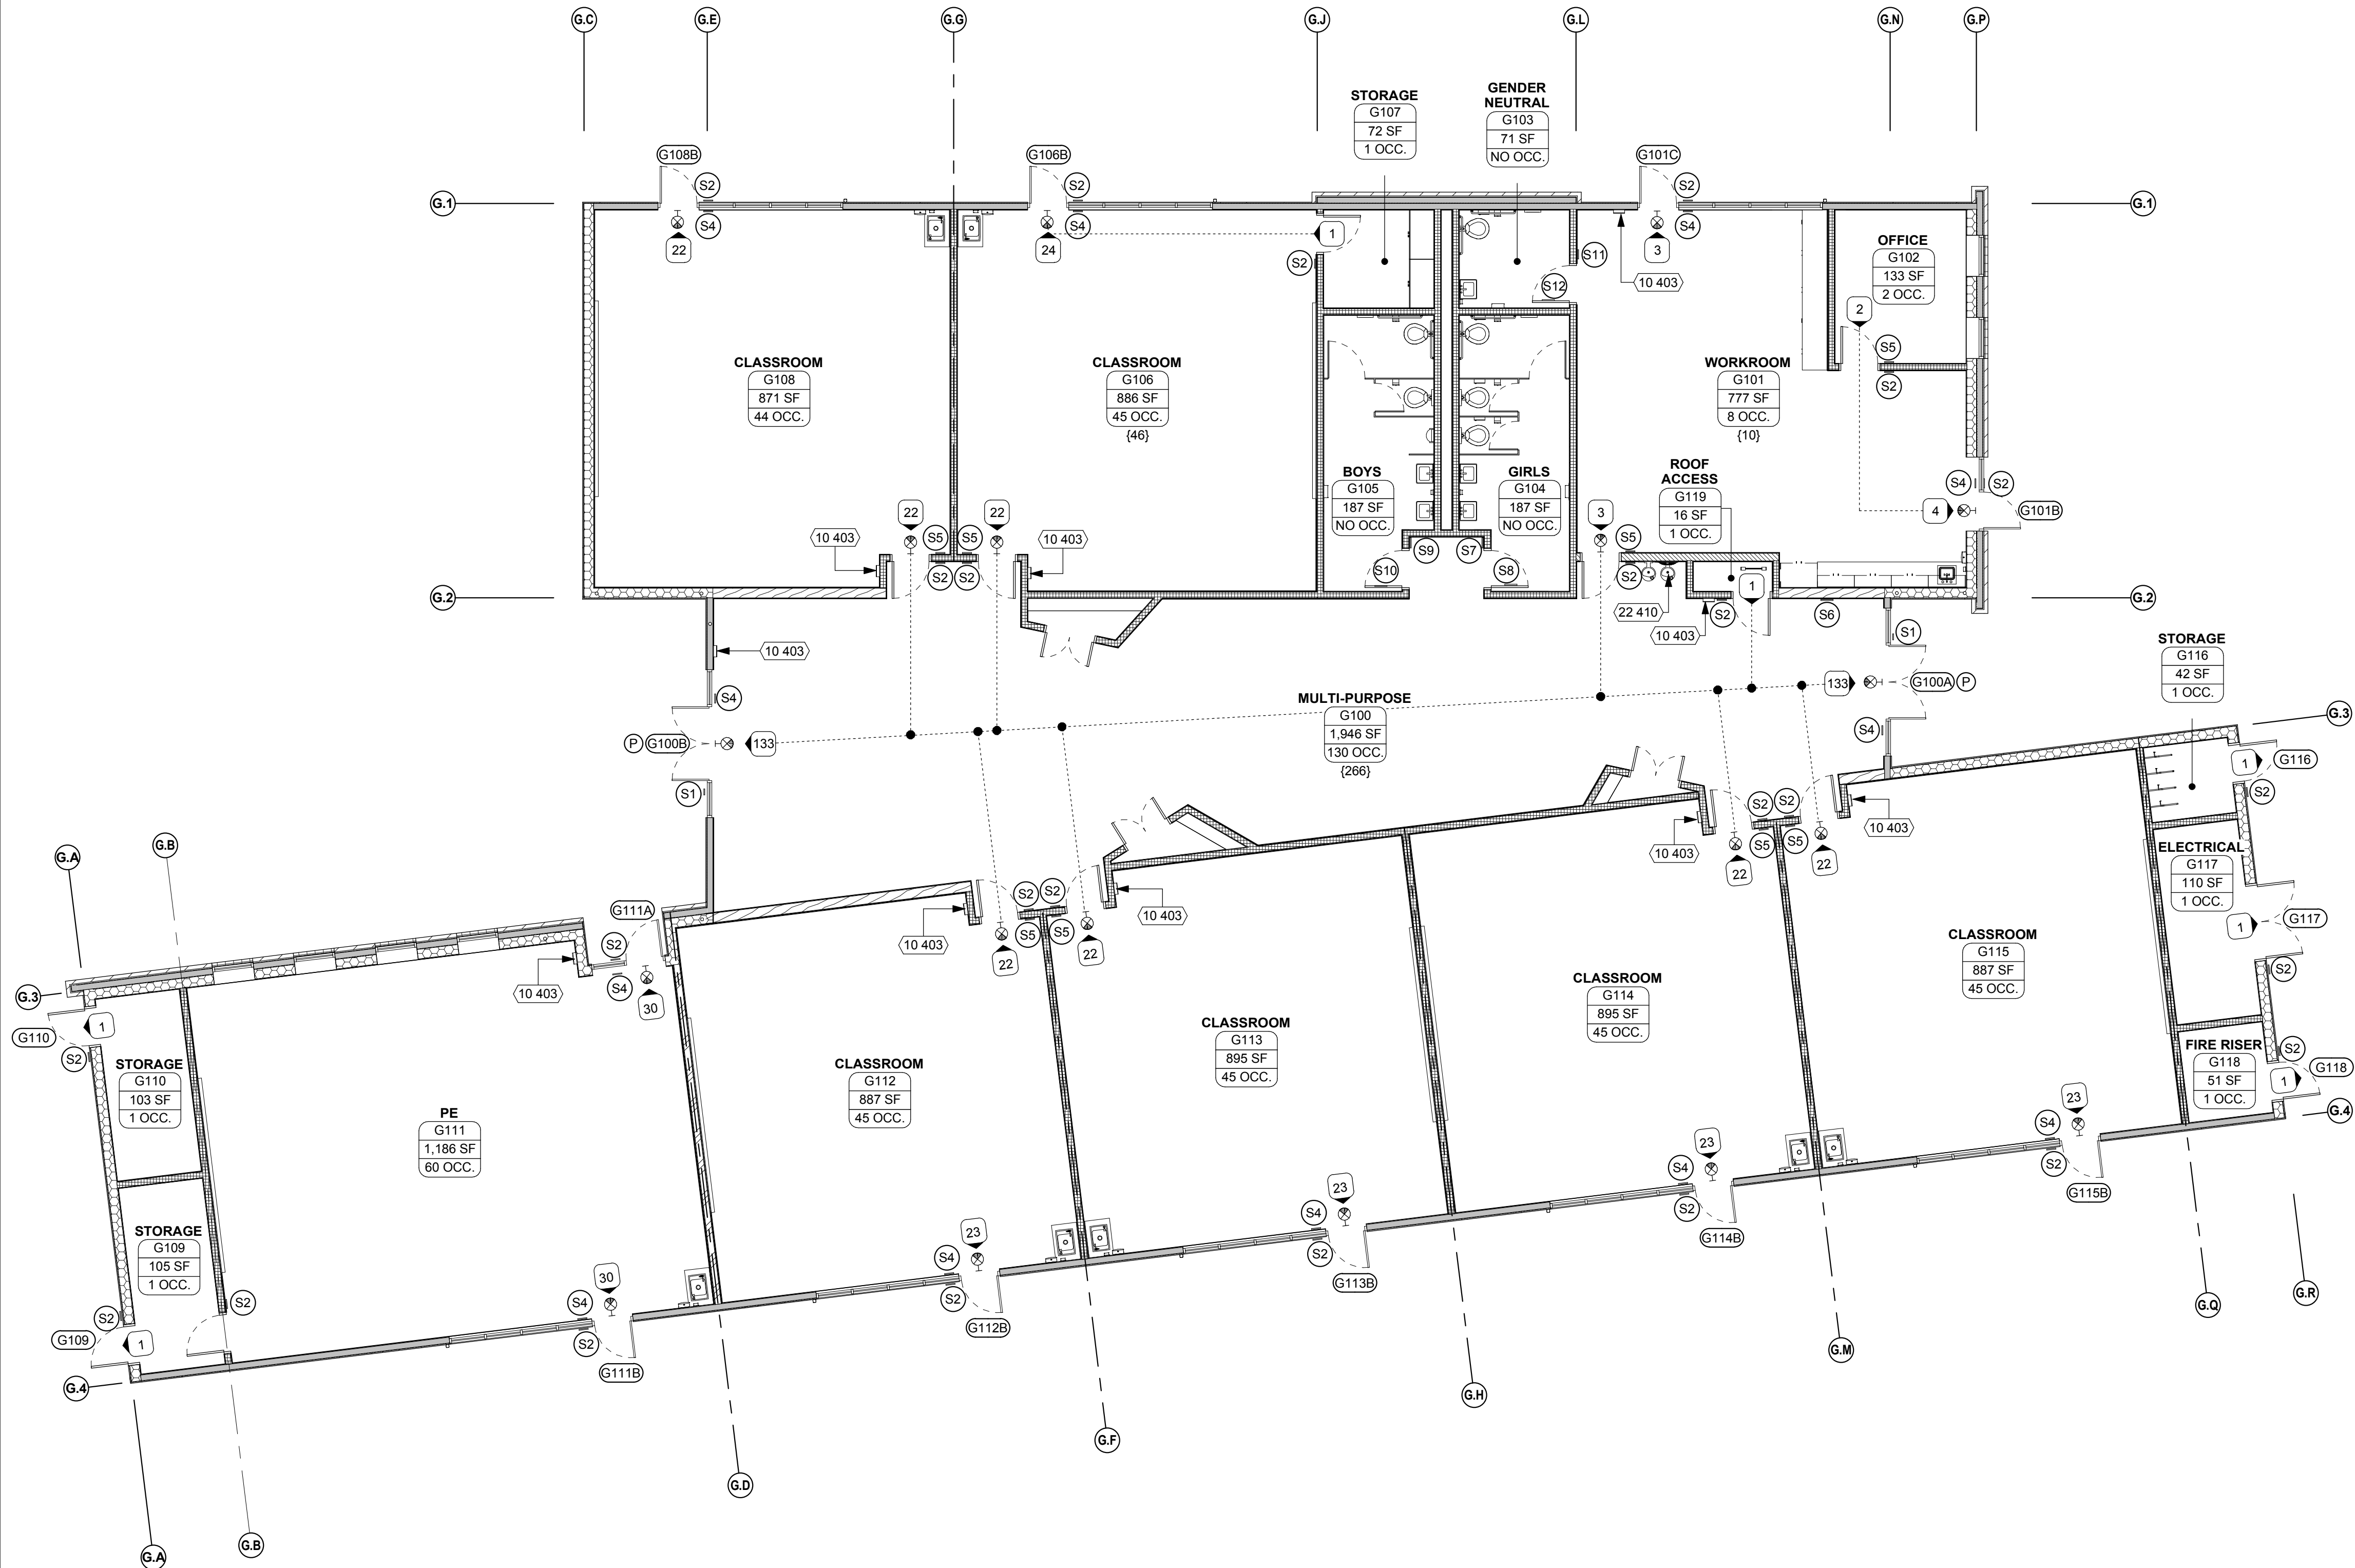 G.C
G.E
G.G
G.J
G.L
G.N
G.P
STORAGE
G107
72 SF
1 OCC.
GENDER
NEUTRAL
G103
71 SF
NO OCC.
G108B
G106B
G101C
S2
S2
S2
G.1
G.1
S4
S4
S4
22
24
1
3
S2
S11
S12
10 403
OFFICE
G102
133 SF
2 OCC.
2
S5
S2
CLASSROOM
G108
871 SF
44 OCC.
CLASSROOM
G106
886 SF
45 OCC.
{46}
WORKROOM
G101
777 SF
8 OCC.
{10}
BOYS
G105
187 SF
NO OCC.
GIRLS
G104
187 SF
NO OCC.
ROOF
ACCESS
G119
16 SF
1 OCC.
S4
S2
4
G101B
22
22
3
10 403
10 403
S5
S5
S2
S2
S9
S7
S10
S8
S5
S2
1
G.2
G.2
22 410
10 403
S2
S6
S1
10 403
STORAGE
G116
42 SF
1 OCC.
S4
133
G100A
P
MULTI-PURPOSE
G100
1,946 SF
130 OCC.
{266}
G.3
P
G100B
133
S4
S1
1
G116
S2
S2
S2
10 403
10 403
S5
S5
22
22
G.A
G.B
ELECTRICAL
G117
110 SF
1 OCC.
G117
1
S2
G111A
S2
S2
S2
10 403
10 403
S5
S5
22
22
S2
S4
10 403
30
CLASSROOM
G115
887 SF
45 OCC.
CLASSROOM
G114
895 SF
45 OCC.
CLASSROOM
G113
895 SF
45 OCC.
CLASSROOM
G112
887 SF
45 OCC.
G.3
1
G110
S2
STORAGE
G110
103 SF
1 OCC.
PE
G111
1,186 SF
60 OCC.
FIRE RISER
G118
51 SF
1 OCC.
S2
G118
1
G.4
23
S4
S2
G115B
23
S4
S2
G114B
23
S4
S2
G113B
23
S4
S2
G112B
STORAGE
G109
105 SF
1 OCC.
S2
S2
G109
1
30
S4
S2
G111B
G.4
G.R
G.Q
G.M
G.H
G.F
G.D
G.B
G.A